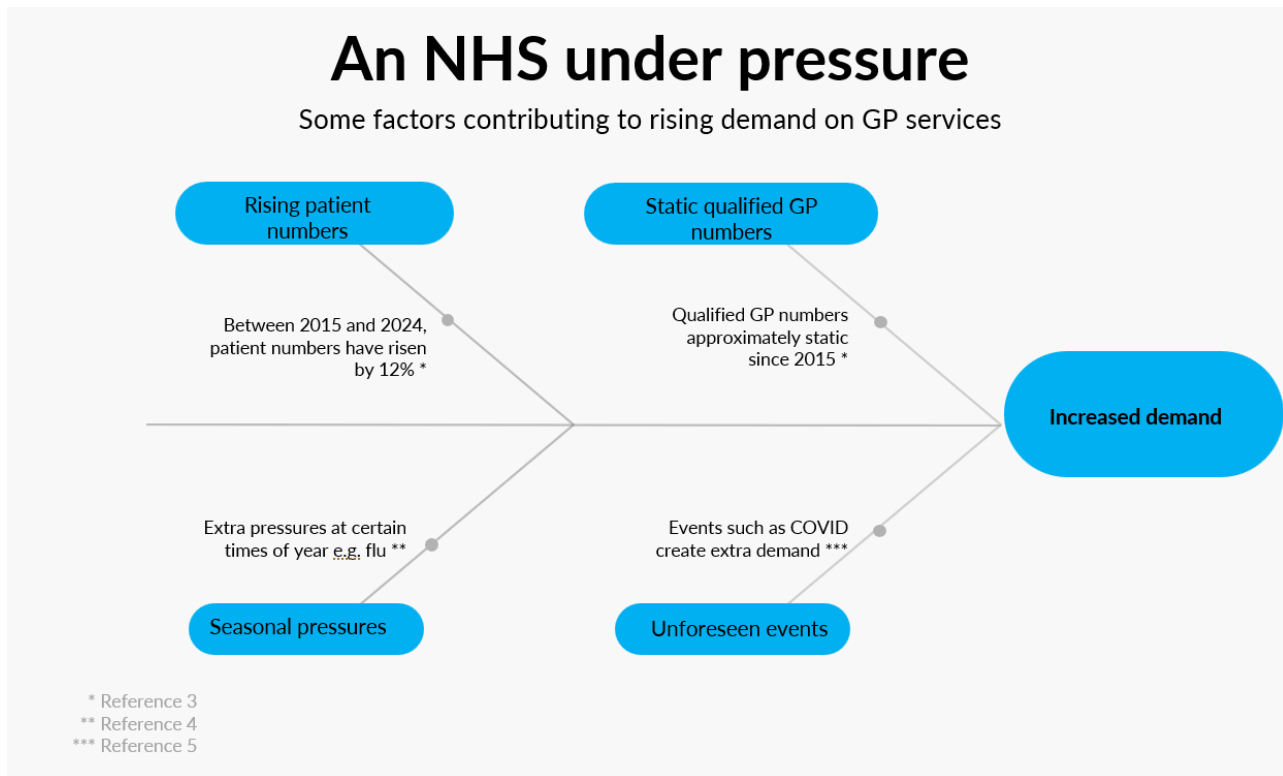 An NHS under pressure
Some factors contributing to rising demand on GP services
Rising patient
numbers
Static qualified GP
numbers
Between 2015 and 2024,
patient numbers have risen
by 12% *
Qualified GP numbers
approximately static
since 2015 *
Increased demand
Extra pressures at certain
times of year e.g. flu **
Events such as COVID
create extra demand ***
Seasonal pressures
Unforeseen events
* Reference 3
** Reference 4
*** Reference 5